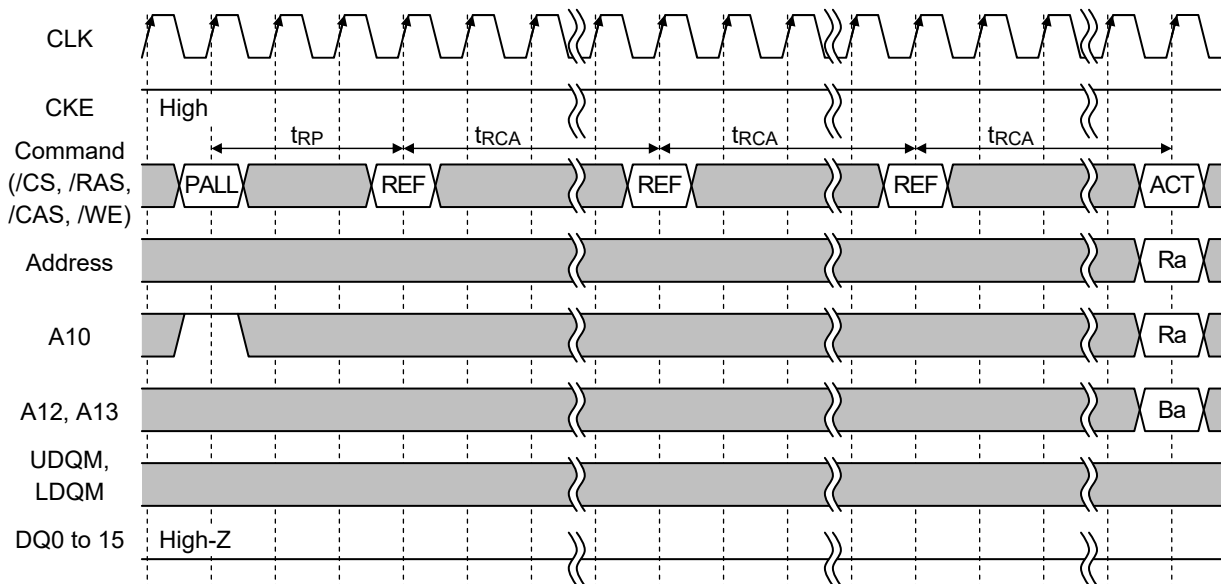 CLK
CKE High
tRP tRCA tRCA tRCA
Command
(/CS, /RAS,
/CAS, /WE)
PALL REF REF REF ACT
Address Ra
A10 Ra
A12, A13 Ba
UDQM,
LDQM
DQ0 to 15 High-Z